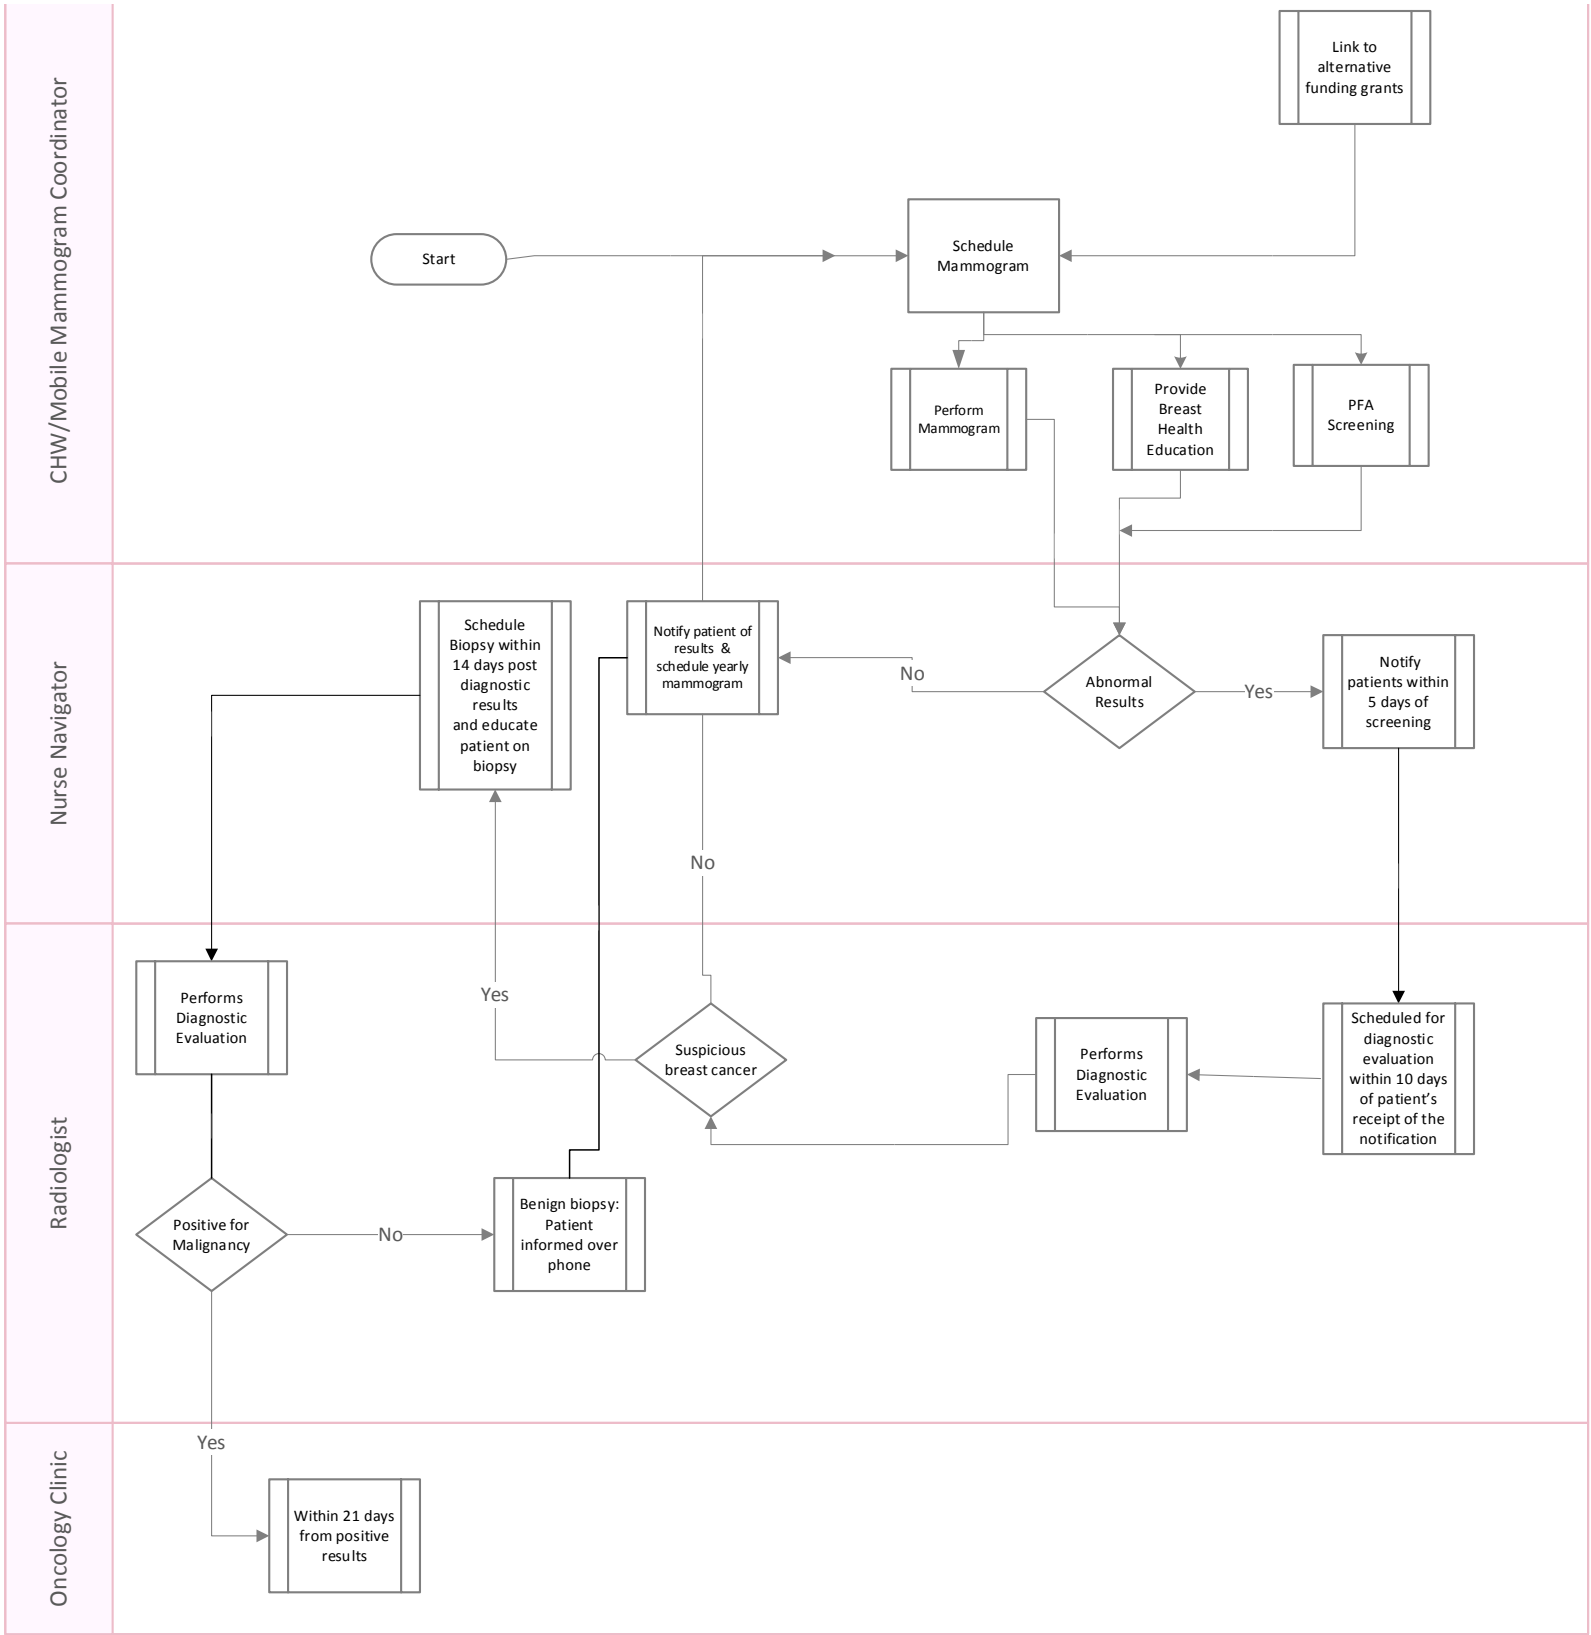 CHW/Mobile Mammogram Coordinator
Link to
alternative
funding grants
Start
Schedule
Mammogram
Perform
Mammogram
Provide
Breast
Health
Education
PFA
Screening
Nurse Navigator
Schedule
Biopsy within
14 days post
diagnostic
results
and educate
patient on
biopsy
Notify patient of
results &
schedule yearly
mammogram
No
Abnormal
Results
Yes
Notify
patients within
5 days of
screening
No
Radiologist
Performs
Diagnostic
Evaluation
Yes
Suspicious
breast cancer
Performs
Diagnostic
Evaluation
Scheduled for
diagnostic
evaluation
within 10 days
of patient’s
receipt of the
notification
Positive for
Malignancy
No
Benign biopsy:
Patient
informed over
phone
Oncology Clinic
Yes
Within 21 days
from positive
results